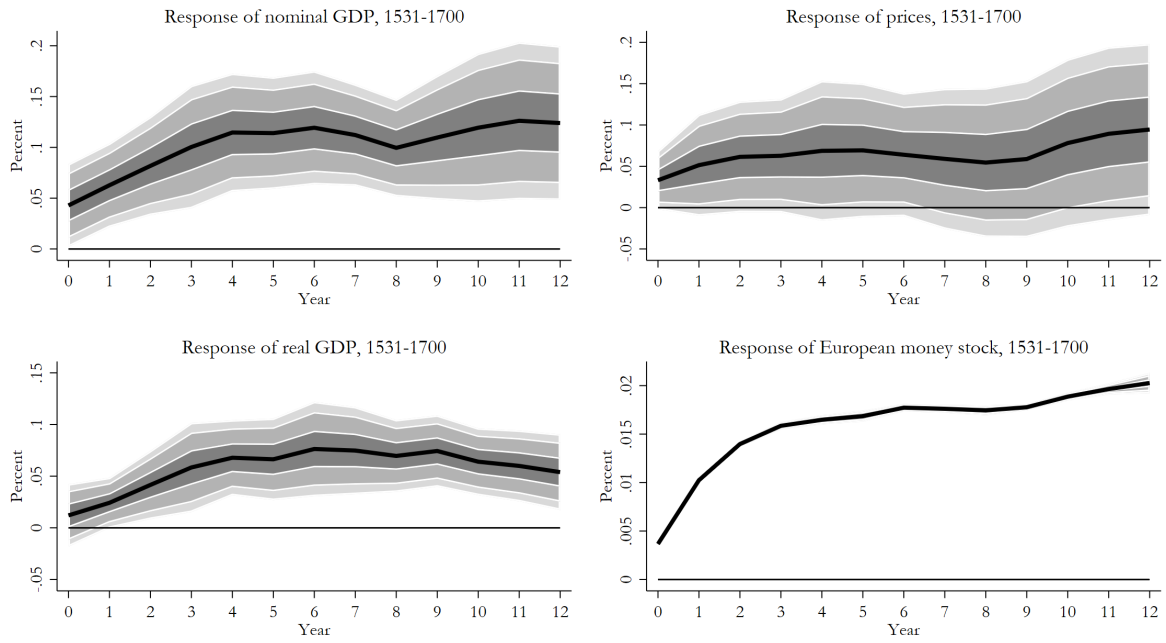 Response of nominal GDP, 1531-1700
Percent
.2
.15
.1
.05
0
0 1 2 3 4 5 6 7 8 9 10 11 12
Year
Response of prices, 1531-1700
Percent
.2
.15
.1
.05
0
-.05
0 1 2 3 4 5 6 7 8 9 10 11 12
Year
Response of real GDP, 1531-1700
Percent
.15
.1
.05
0
-.05
0 1 2 3 4 5 6 7 8 9 10 11 12
Year
Response of European money stock, 1531-1700
Percent
.02
.015
.01
.005
0
0 1 2 3 4 5 6 7 8 9 10 11 12
Year